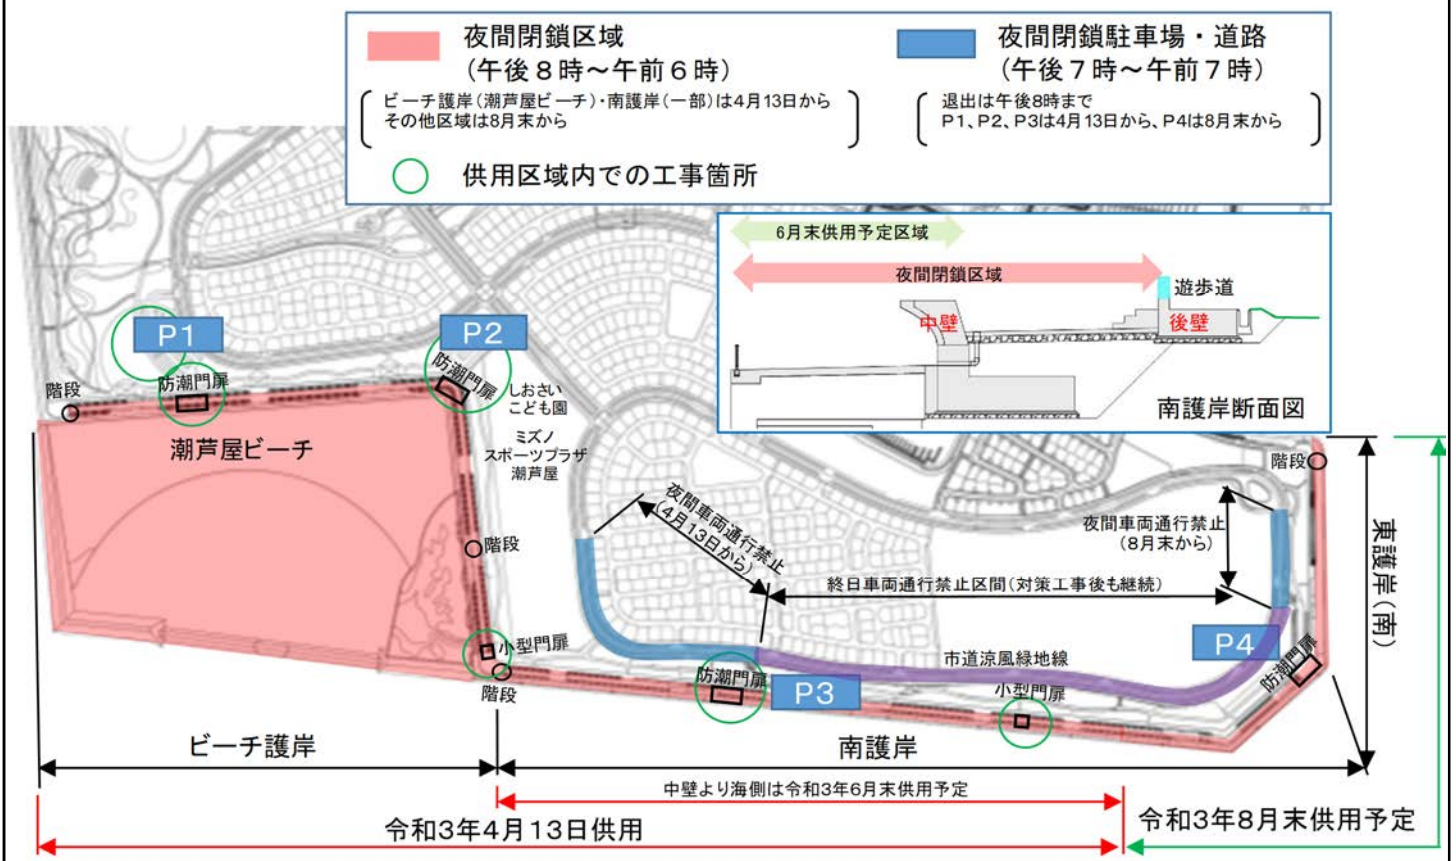 夜間閉鎖区域
(午後8時～午前6時)
ビーチ護岸(潮芦屋ビーチ)・南護岸(一部)は4月13日から
その他区域は8月末から
夜間閉鎖駐車場・道路
(午後7時～午前7時)
退出は午後8時まで
P1、P2、P3は4月13日から、P4は8月末から
供用区域内での工事箇所
6月末供用予定区域
夜間閉鎖区域
遊歩道
中壁
後壁
南護岸断面図
P1
P2
防潮門扉
防潮門扉
階段
しおさい
こども園
潮芦屋ビーチ
ミズノ
スポーツプラザ
潮芦屋
階段
階段
夜間車両通行禁止
(4月13日から)
夜間車両通行禁止
(8月末から)
東護岸(南)
終日車両通行禁止区間(対策工事後も継続)
小型門扉
階段
市道涼風緑地線
P4
防潮門扉
防潮門扉
P3
小型門扉
ビーチ護岸
南護岸
中壁より海側は令和3年6月末供用予定
令和3年4月13日供用
令和3年8月末供用予定